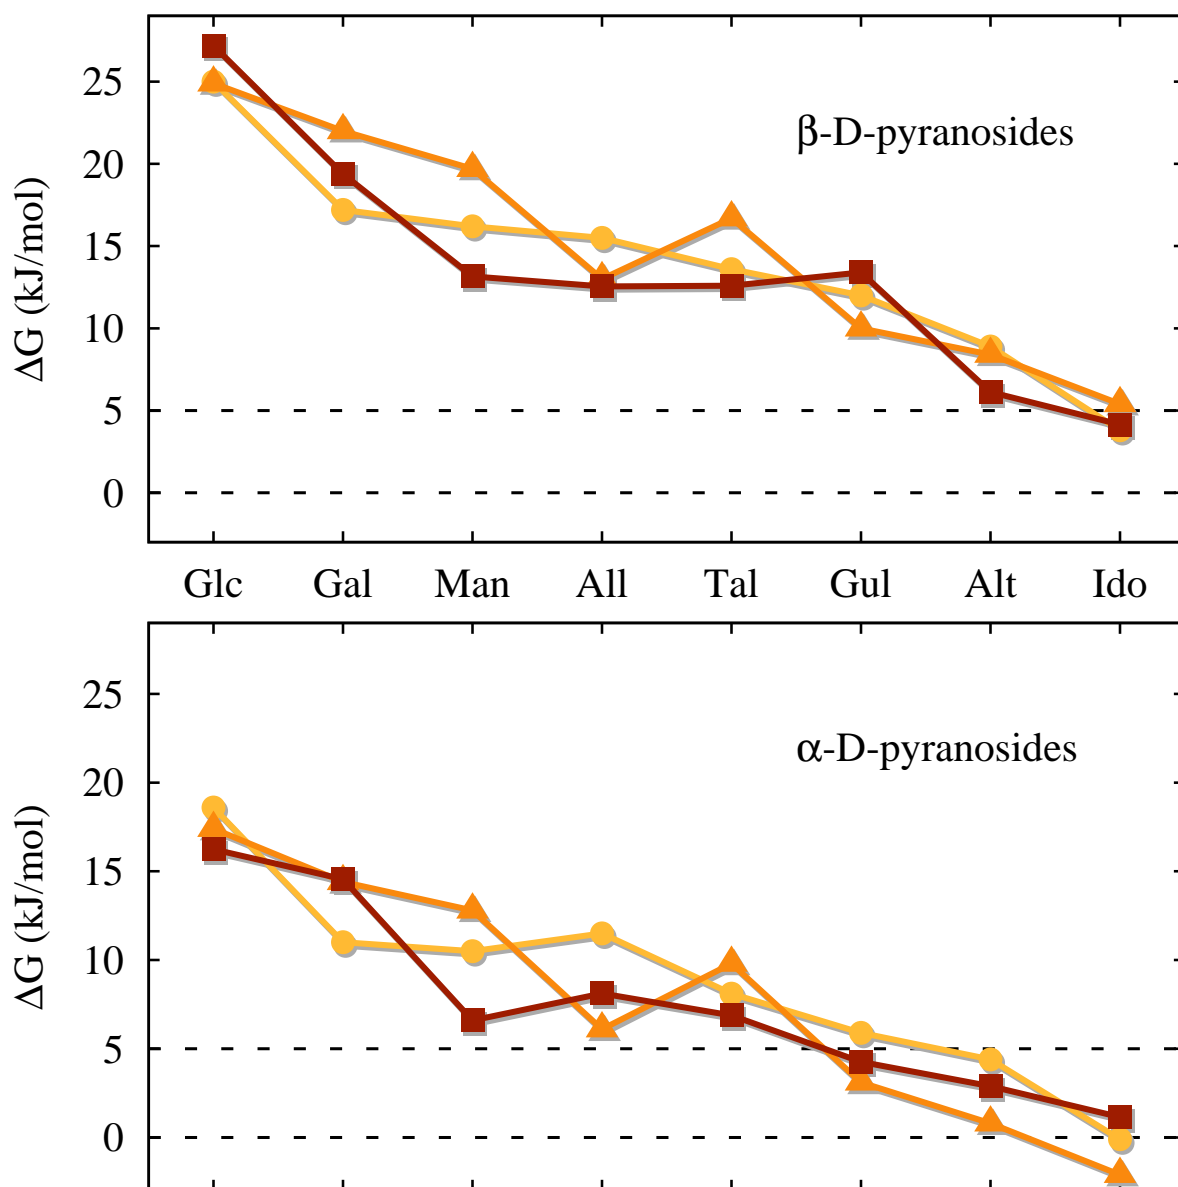 25
20
15
10
5
0
ΔG (kJ/mol)
β-D-pyranosides
Glc Gal Man All Tal Gul Alt Ido
25
20
15
10
5
0
ΔG (kJ/mol)
α-D-pyranosides